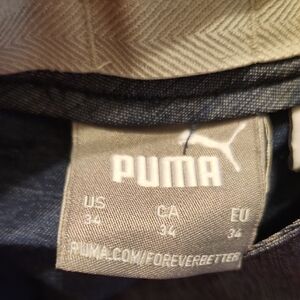 PUMA
US CA EU
34 34 34
PUMA.COM/FOREVERBETTER